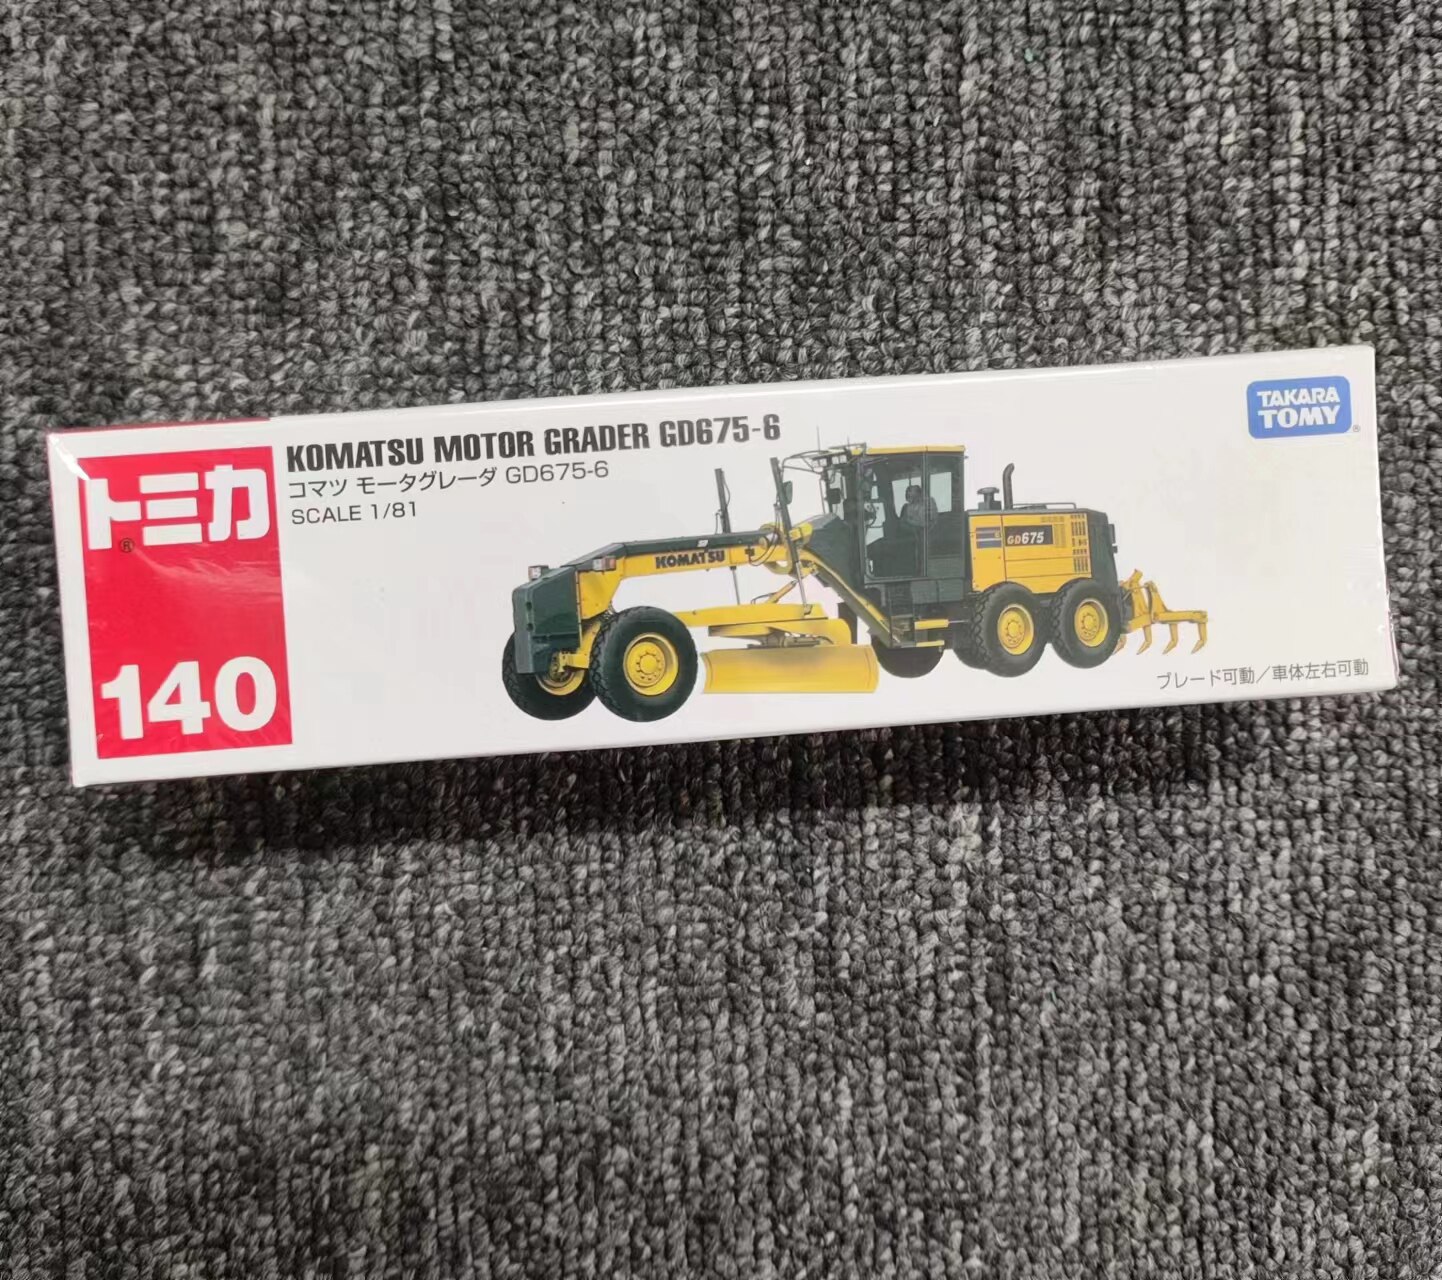 トミカ®
140
KOMATSU MOTOR GRADER GD675-6
コマツ モータグレーダ GD675-6
SCALE 1/81
KOMATSU
GD675
TAKARA
TOMY®
ブレード可動／車体左右可動